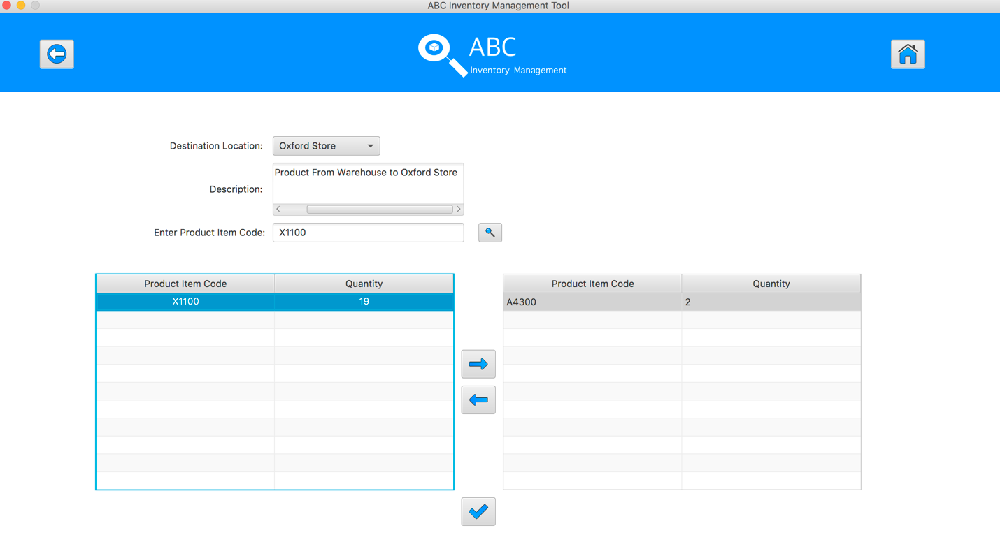 ABC Inventory Management Tool
ABC
Inventory Management
Destination Location: Oxford Store
Product From Warehouse to Oxford Store
Description:
Enter Product Item Code: X1100
Product Item Code Quantity Product Item Code Quantity
X1100 19 A4300 2